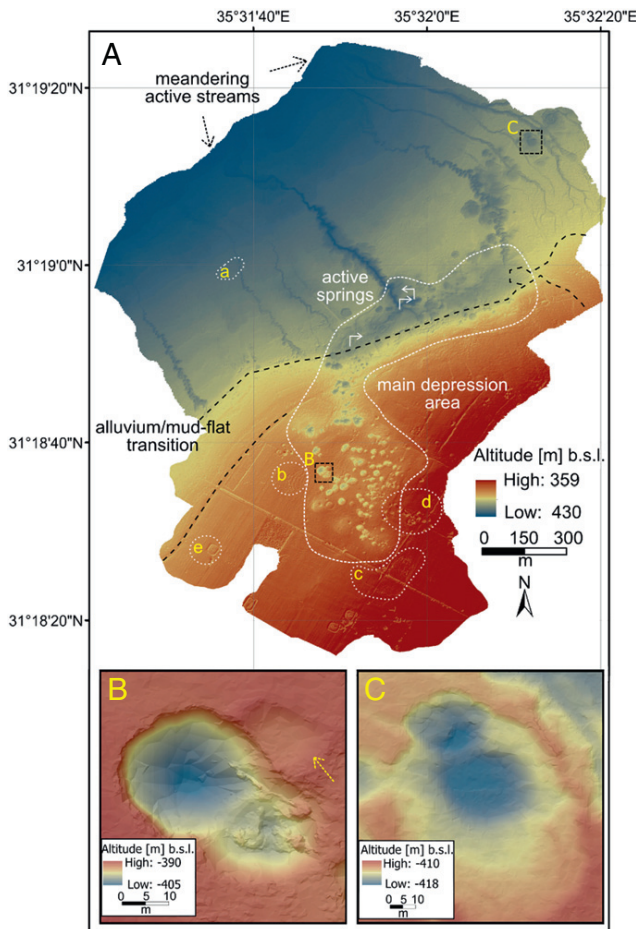 35°31'40"E
35°32'0"E
35°32'20"E
A
meandering
active streams
31°19'20"N
C
31°19'0"N
a
active
springs
main depression
area
alluvium/mud-flat
transition
31°18'40"N
B
b
Altitude [m] b.s.l.
High: 359
Low: 430
d
0 150 300
m
e
c
N
31°18'20"N
B
Altitude [m] b.s.l.
High: -390
Low: -405
0 5 10
m
C
Altitude [m] b.s.l.
High: -410
Low: -418
0 5 10
m